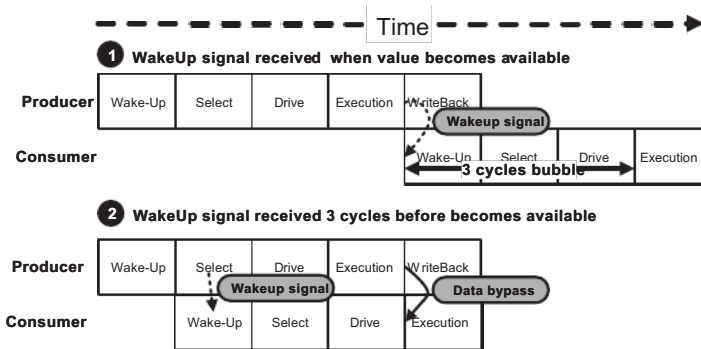 Time
1 WakeUp signal received when value becomes available
Producer Wake-Up Select Drive Execution WriteBack
Wakeup signal
Consumer Wake-Up Select Drive Execution
3 cycles bubble
2 WakeUp signal received 3 cycles before becomes available
Producer Wake-Up Select Drive Execution WriteBack
Wakeup signal Data bypass
Consumer Wake-Up Select Drive Execution